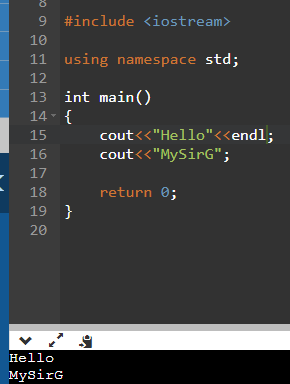 8
9 #include <iostream>
10
11 using namespace std;
12
13 int main()
14 {
15     cout<<"Hello"<<endl;
16     cout<<"MySirG";
17
18     return 0;
19 }
20
Hello
MySirG